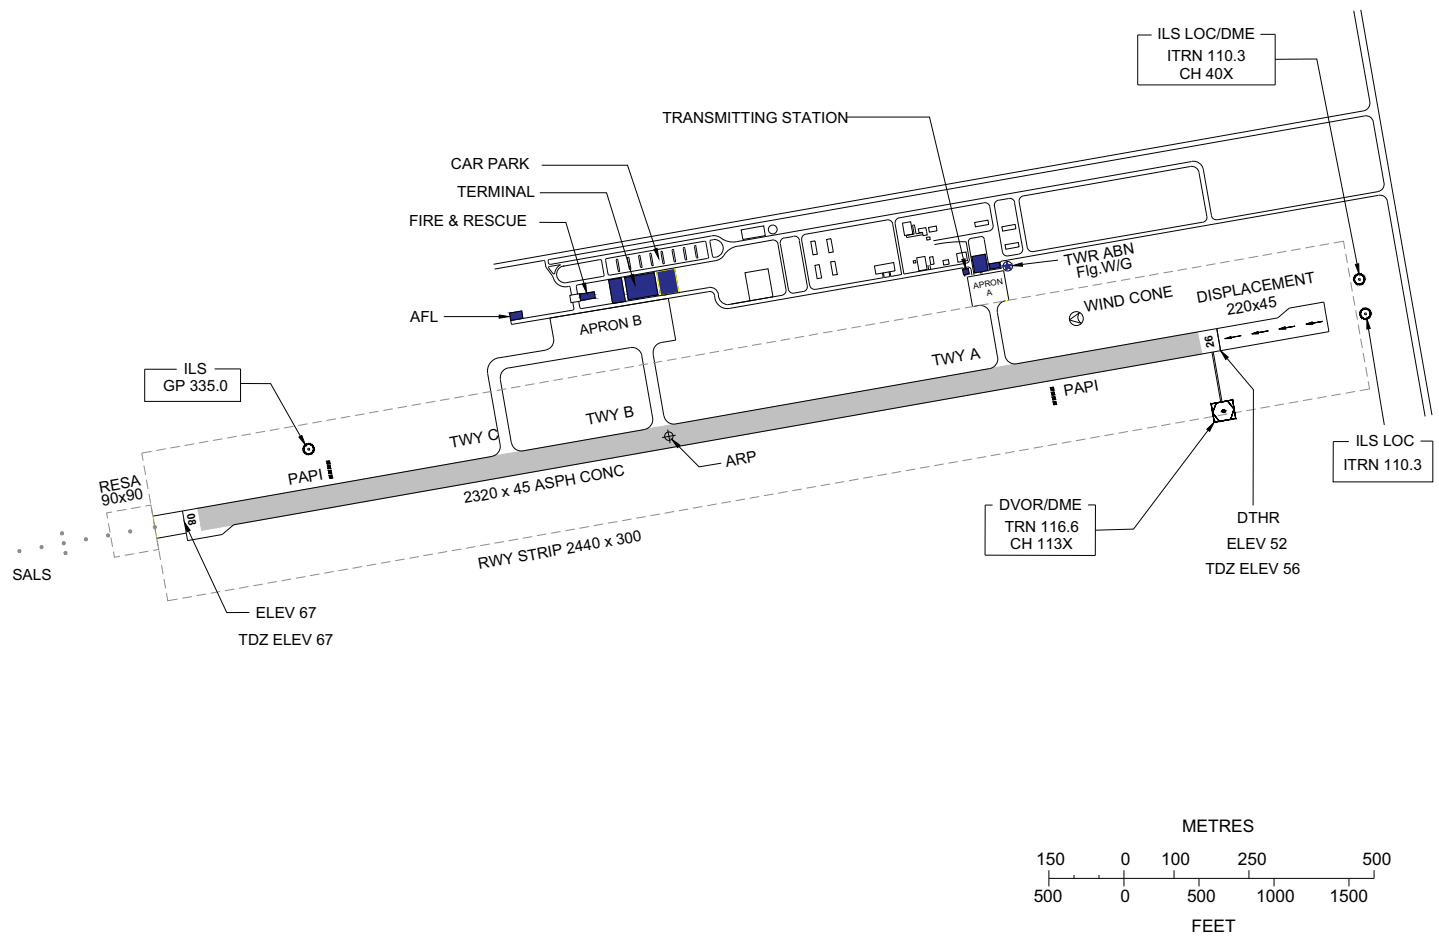 ILS LOC/DME
ITRN 110.3
CH 40X
TRANSMITTING STATION
CAR PARK
TERMINAL
FIRE & RESCUE
TWR ABN
Flg.W/G
APRON
A
WIND CONE
DISPLACEMENT
220x45
AFL
APRON B
26
TWY A
ILS
GP 335.0
PAPI
TWY B
TWY C
ARP
ILS LOC
ITRN 110.3
PAPI
2320 x 45 ASPH CONC
RESA
90x90
08
DVOR/DME
TRN 116.6
CH 113X
DTHR
ELEV 52
TDZ ELEV 56
RWY STRIP 2440 x 300
SALS
ELEV 67
TDZ ELEV 67
METRES
150 0 100 250 500
500 0 500 1000 1500
FEET